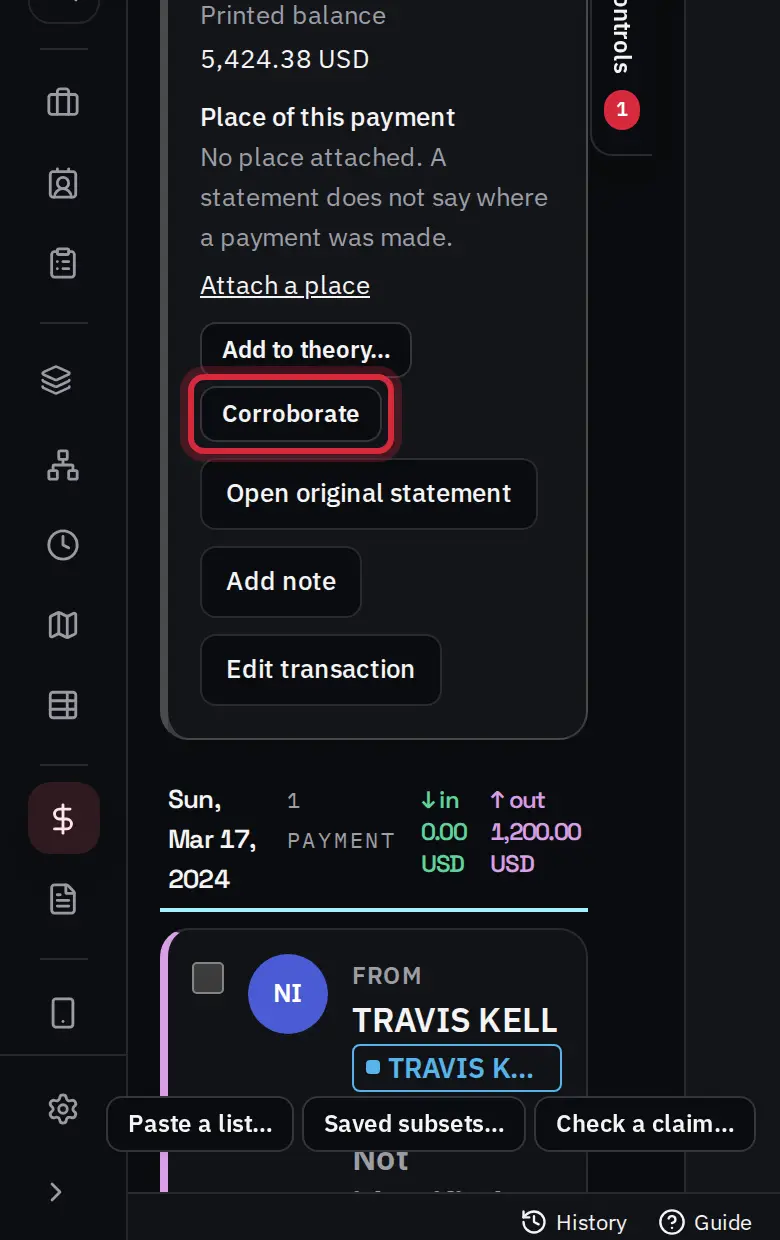 Printed balance
5,424.38 USD
ontrols
1
Place of this payment
No place attached. A
statement does not say where
a payment was made.
Attach a place
Add to theory...
Corroborate
Open original statement
Add note
Edit transaction
Sun,
Mar 17,
2024
1
PAYMENT
↓in
0.00
USD
↑out
1,200.00
USD
NI
FROM
TRAVIS KELL
TRAVIS K...
Paste a list...
Saved subsets...
Check a claim...
Not
History
Guide